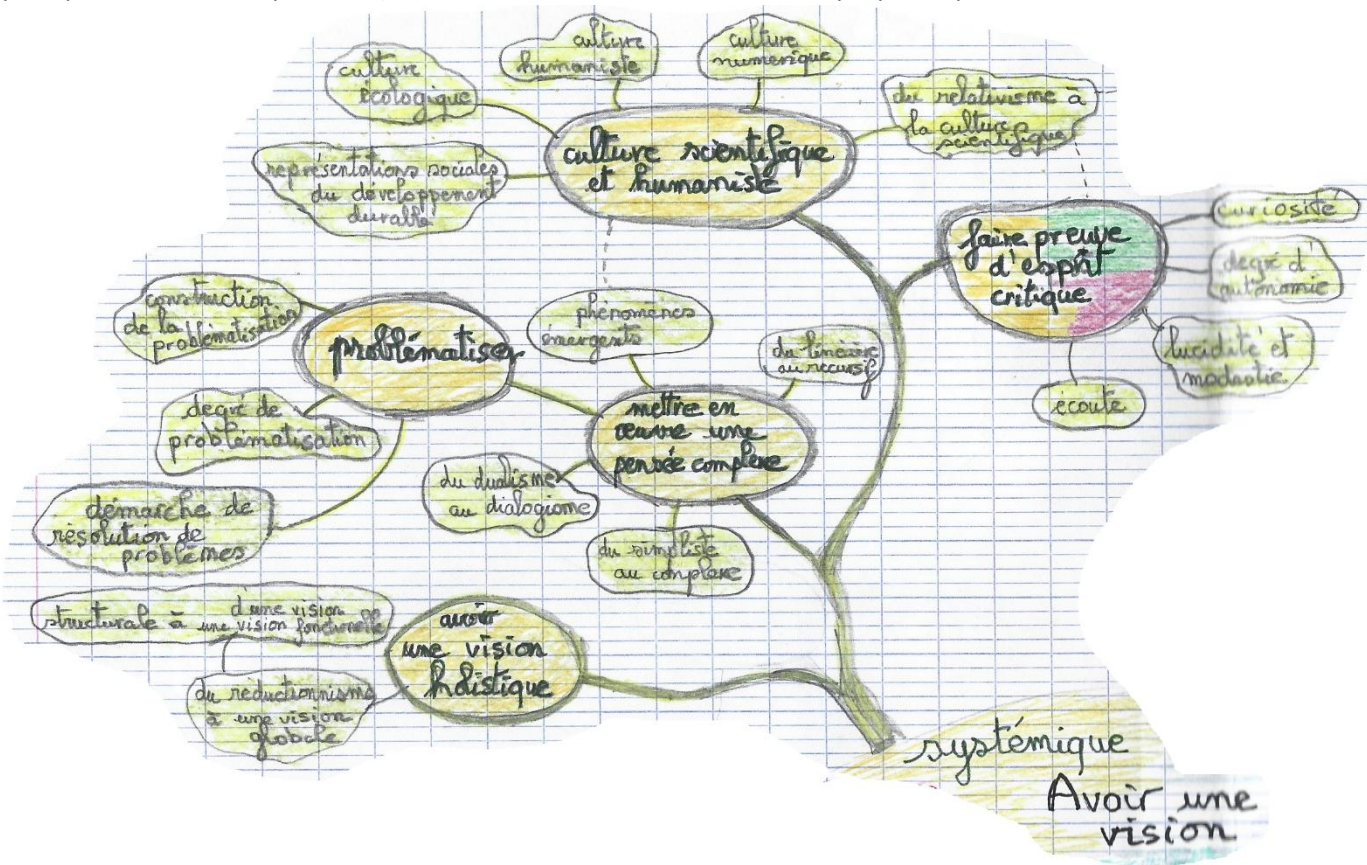 culture
écologique
culture
humaniste
culture
numérique
du relativisme à
la culture
scientifique
représentations sociales
du développement
durable
culture scientifique
et humaniste
faire preuve
d'esprit
critique
curiosité
degré d'
autonomie
lucidité et
modestie
écoute
construction
de la
problématisation
problématiser
phénomènes
émergents
du linéaire
au récursif
degré de
problématisation
mettre en
œuvre une
pensée complexe
du dualisme
au dialogisme
du simpliste
au complexe
démarche de
résolution de
problèmes
d'une vision
structurale à une vision fonctionnelle
avoir
une vision
holistique
du réductionnisme
à une vision
globale
systémique
Avoir une
vision